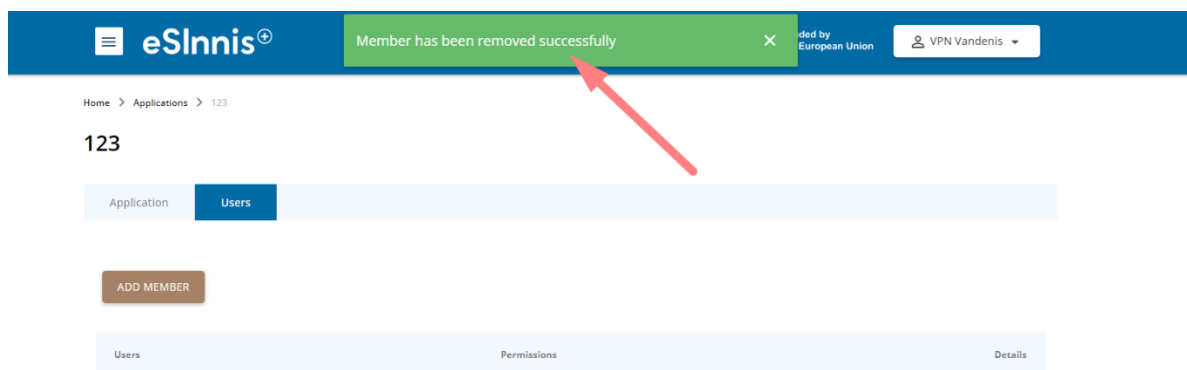 eSInnis+
Member has been removed successfully
ded by
European Union
VPN Vandenis
Home > Applications > 123
123
Application
Users
ADD MEMBER
Users
Permissions
Details